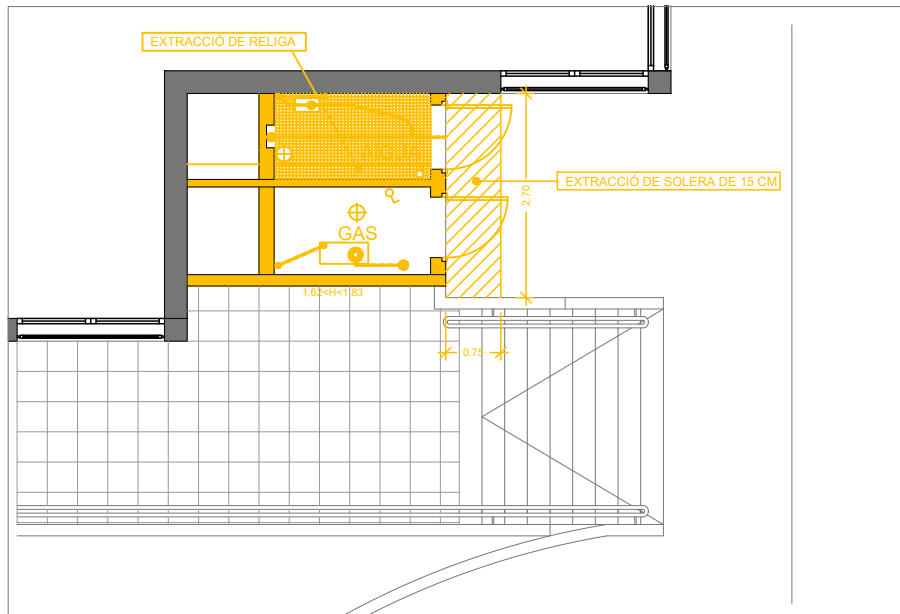 EXTRACCIÓ DE RELIGA
EXTRACCIÓ DE SOLERA DE 15 CM
2.70
GAS
1,62<H<1,83
0.75